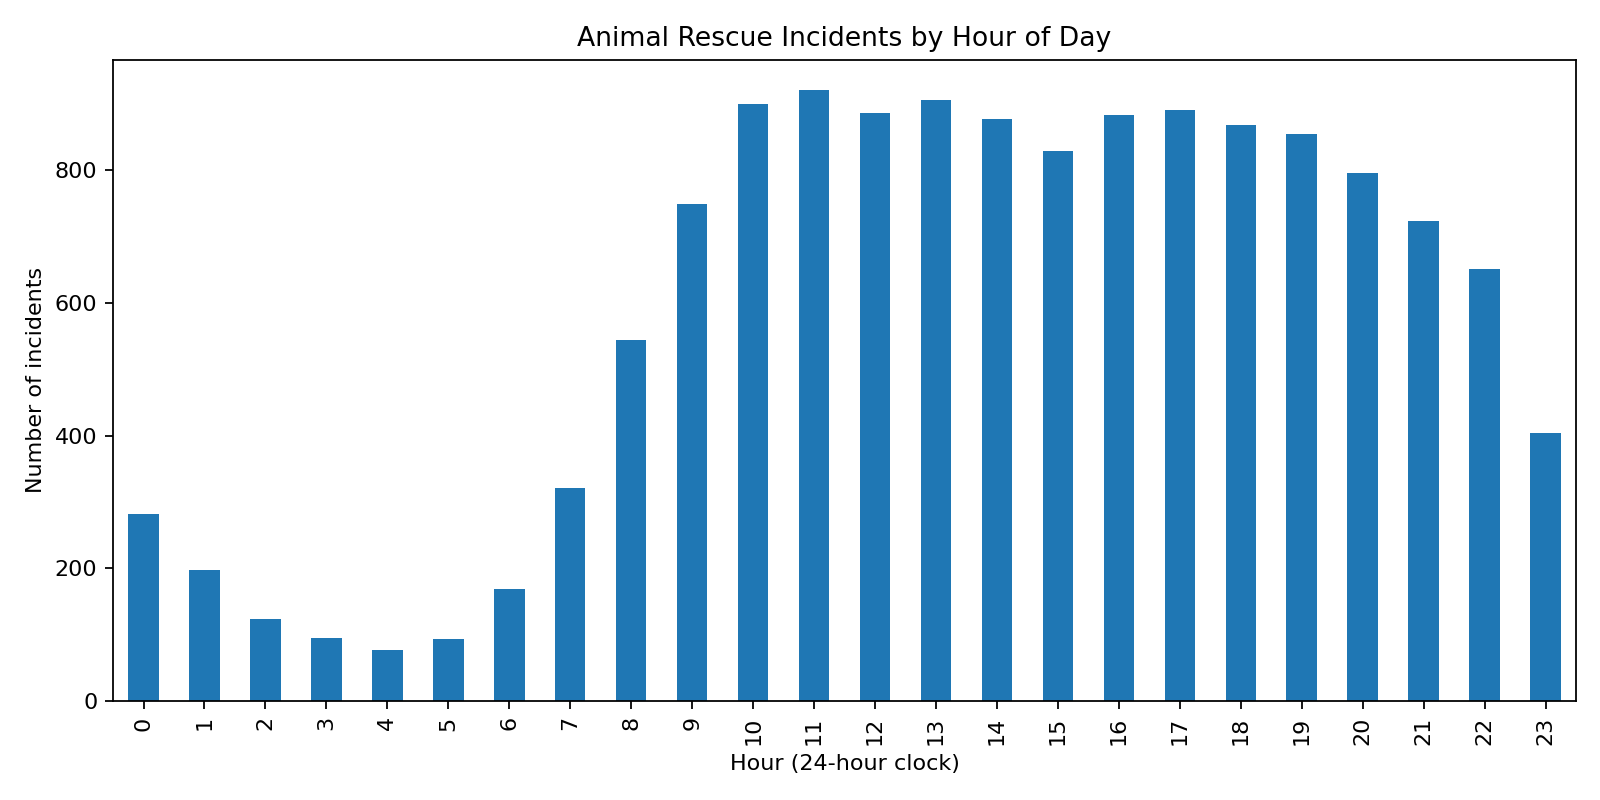 Animal Rescue Incidents by Hour of Day
Number of incidents
800
600
400
200
0
0 1 2 3 4 5 6 7 8 9 10 11 12 13 14 15 16 17 18 19 20 21 22 23
Hour (24-hour clock)